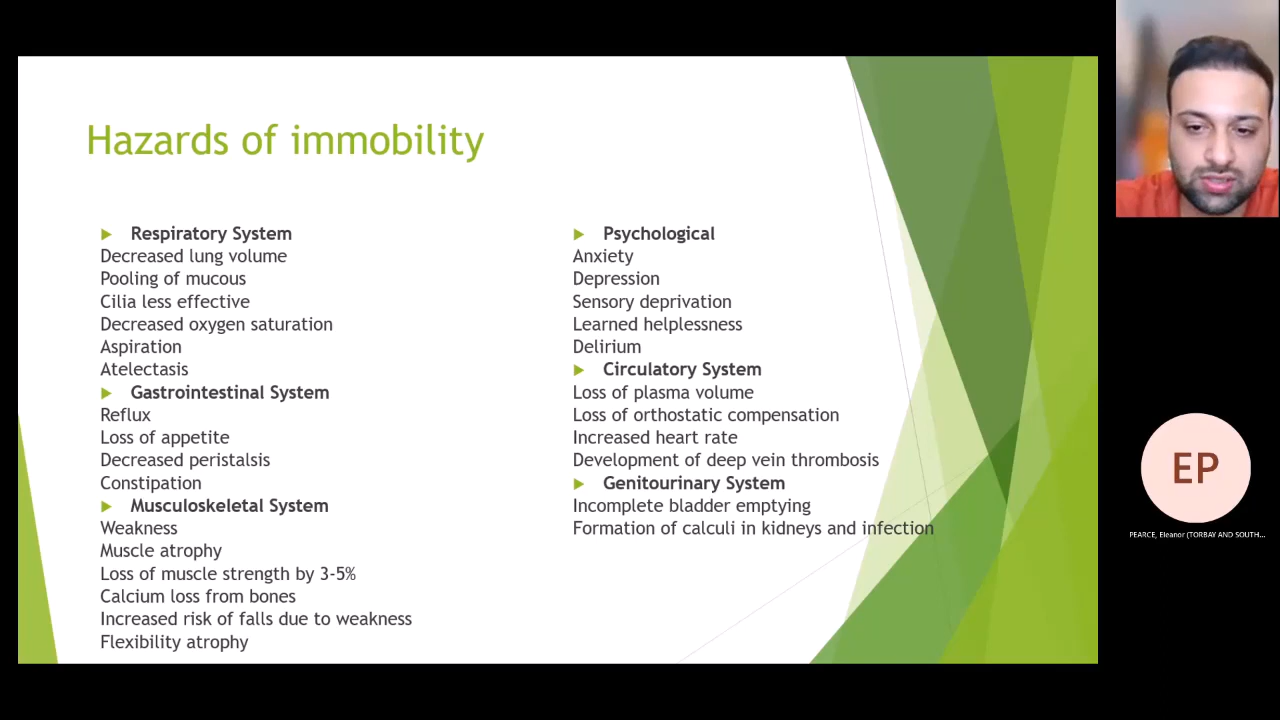 Hazards of immobility
Respiratory System
Decreased lung volume
Pooling of mucous
Cilia less effective
Decreased oxygen saturation
Aspiration
Atelectasis
Gastrointestinal System
Reflux
Loss of appetite
Decreased peristalsis
Constipation
Musculoskeletal System
Weakness
Muscle atrophy
Loss of muscle strength by 3-5%
Calcium loss from bones
Increased risk of falls due to weakness
Flexibility atrophy
Psychological
Anxiety
Depression
Sensory deprivation
Learned helplessness
Delirium
Circulatory System
Loss of plasma volume
Loss of orthostatic compensation
Increased heart rate
Development of deep vein thrombosis
Genitourinary System
Incomplete bladder emptying
Formation of calculi in kidneys and infection
EP
PEARCE, Eleanor (TORBAY AND SOUTH...